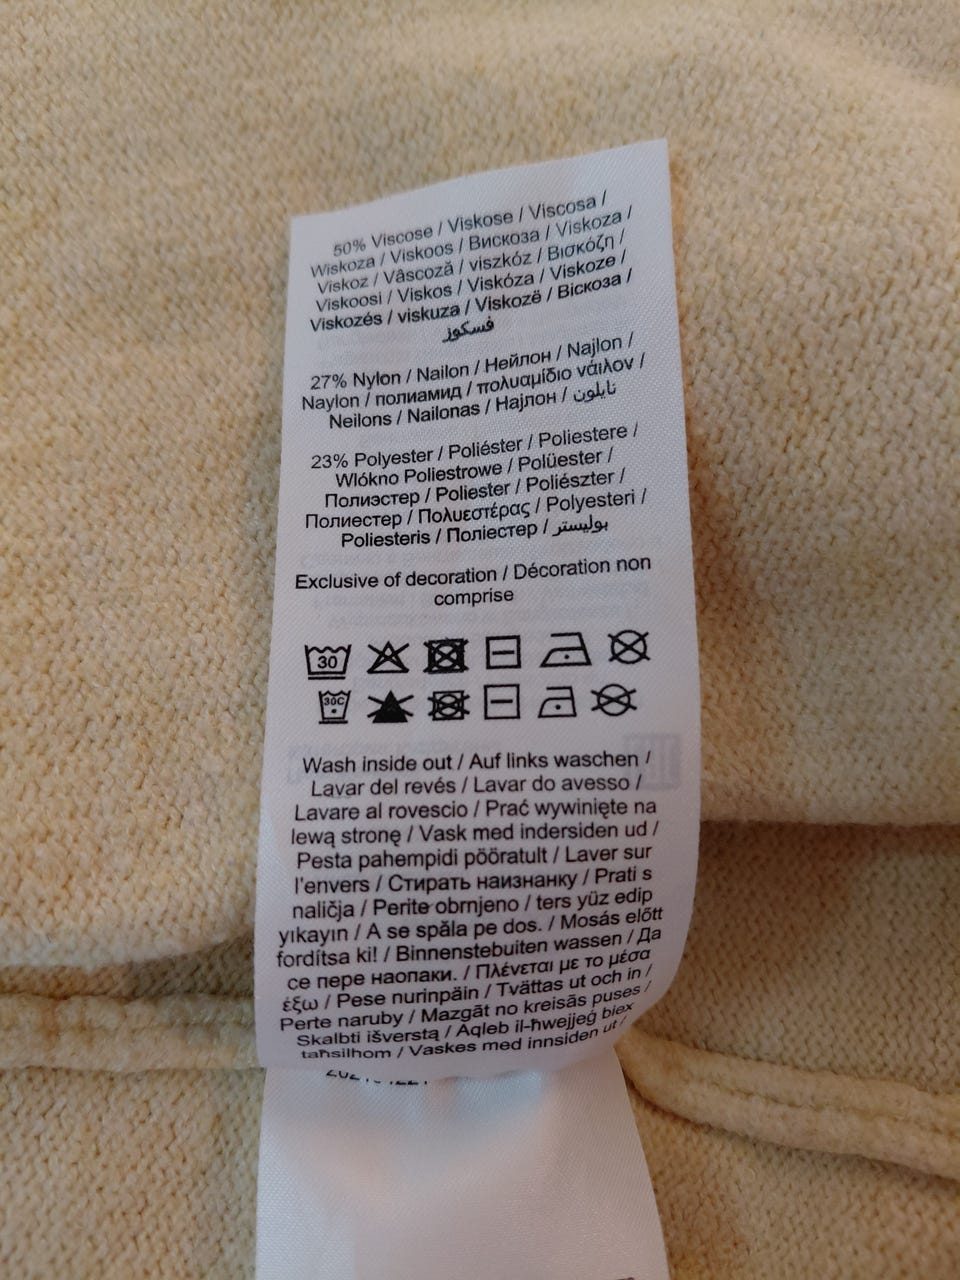 50% Viscose / Viskose / Viscosa /
Wiskoza / Viskoos / Вискоза / Viskoza /
Viskoz / Vâscoză / viszkóz / Βισκόζη /
Viskoosi / Viskos / Viskóza / Viskoze /
Viskozés / viskuza / Viskozë / Віскоза /
فسكوز
27% Nylon / Nailon / Нейлон / Najlon /
Naylon / полиамид / πολυαμίδιο νάιλον /
Neilons / Nailonas / Најлон / نايلون
23% Polyester / Poliéster / Poliestere /
Wlókno Poliestrowe / Polüester /
Полиэстер / Poliester / Poliészter /
Полиестер / Πολυεστέρας / Polyesteri /
Poliesteris / Поліестер / بوليستر
Exclusive of decoration / Décoration non
comprise
30
30C
Wash inside out / Auf links waschen /
Lavar del revés / Lavar do avesso /
Lavare al rovescio / Prać wywinięte na
lewą stronę / Vask med indersiden ud /
Pesta pahempidi pööratult / Laver sur
l'envers / Стирать наизнанку / Prati s
naličja / Perite obrnjeno / ters yüz edip
yıkayın / A se spăla pe dos. / Mosás előtt
fordítsa ki! / Binnenstebuiten wassen / Да
се пере наопаки. / Πλένεται με το μέσα
έξω / Pese nurinpäin / Tvättas ut och in /
Perte naruby / Mazgāt no kreisās puses /
Skalbti išverstą / Aqleb il-ħwejjeġ biex
taħsilhom / Vaskes med innsiden ut /